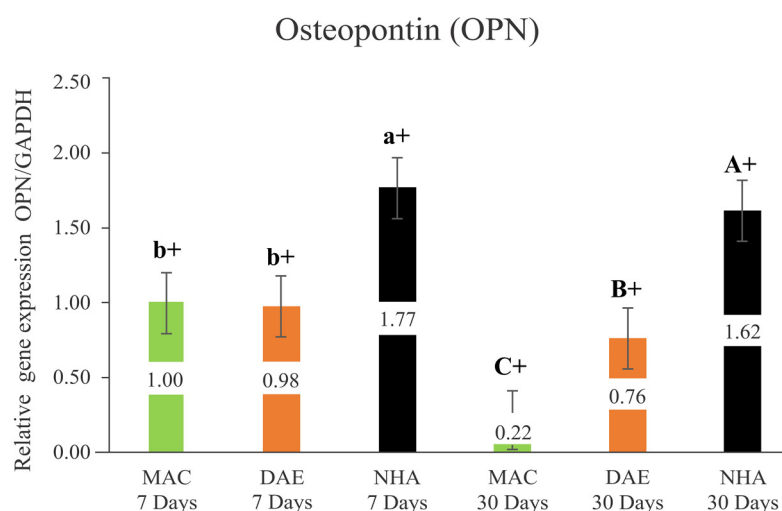 Osteopontin (OPN)
Relative gene expression OPN/GAPDH
2.50
2.00
1.50
1.00
0.50
0.00
b+
b+
a+
C+
B+
A+
1.00
0.98
1.77
0.22
0.76
1.62
MAC DAE NHA MAC DAE NHA
7 Days 7 Days 7 Days 30 Days 30 Days 30 Days